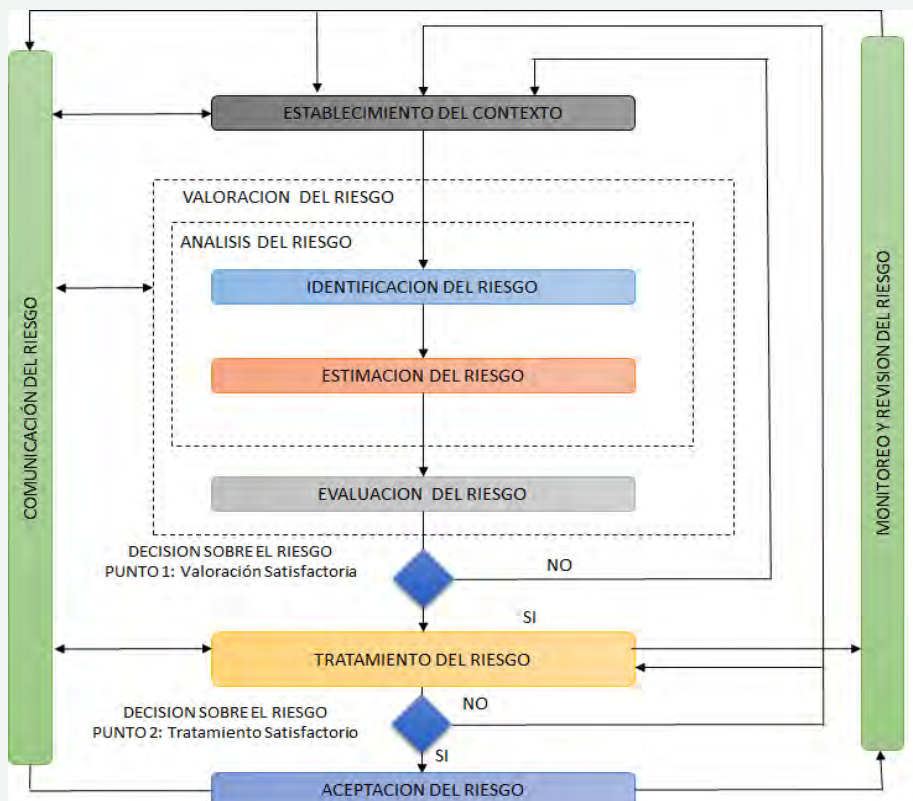 ESTABLECIMIENTO DEL CONTEXTO
VALORACION DEL RIESGO
ANALISIS DEL RIESGO
IDENTIFICACION DEL RIESGO
ESTIMACION DEL RIESGO
EVALUACION DEL RIESGO
COMUNICACIÓN DEL RIESGO
MONITOREO Y REVISION DEL RIESGO
DECISION SOBRE EL RIESGO
PUNTO 1: Valoración Satisfactoria
NO
SI
TRATAMIENTO DEL RIESGO
DECISION SOBRE EL RIESGO
PUNTO 2: Tratamiento Satisfactorio
NO
SI
ACEPTACION DEL RIESGO